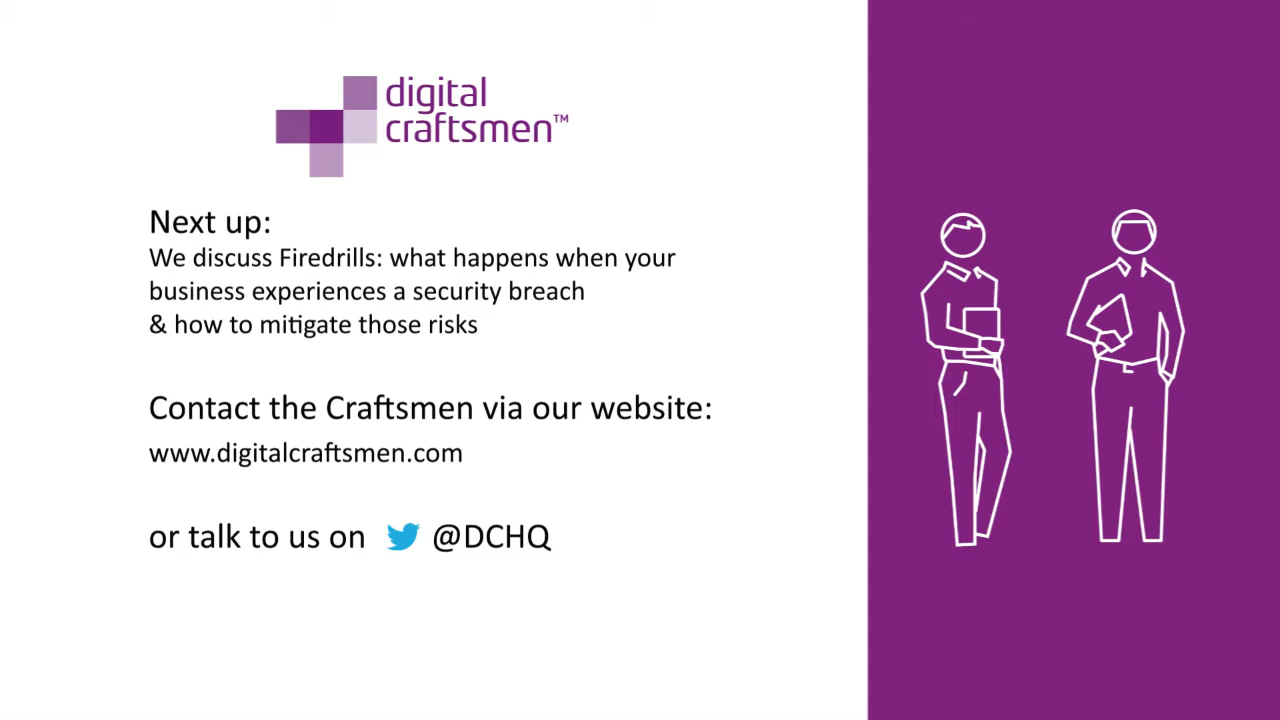 digital
craftsmen™
Next up:
We discuss Firedrills: what happens when your
business experiences a security breach
& how to mitigate those risks
Contact the Craftsmen via our website:
www.digitalcraftsmen.com
or talk to us on @DCHQ